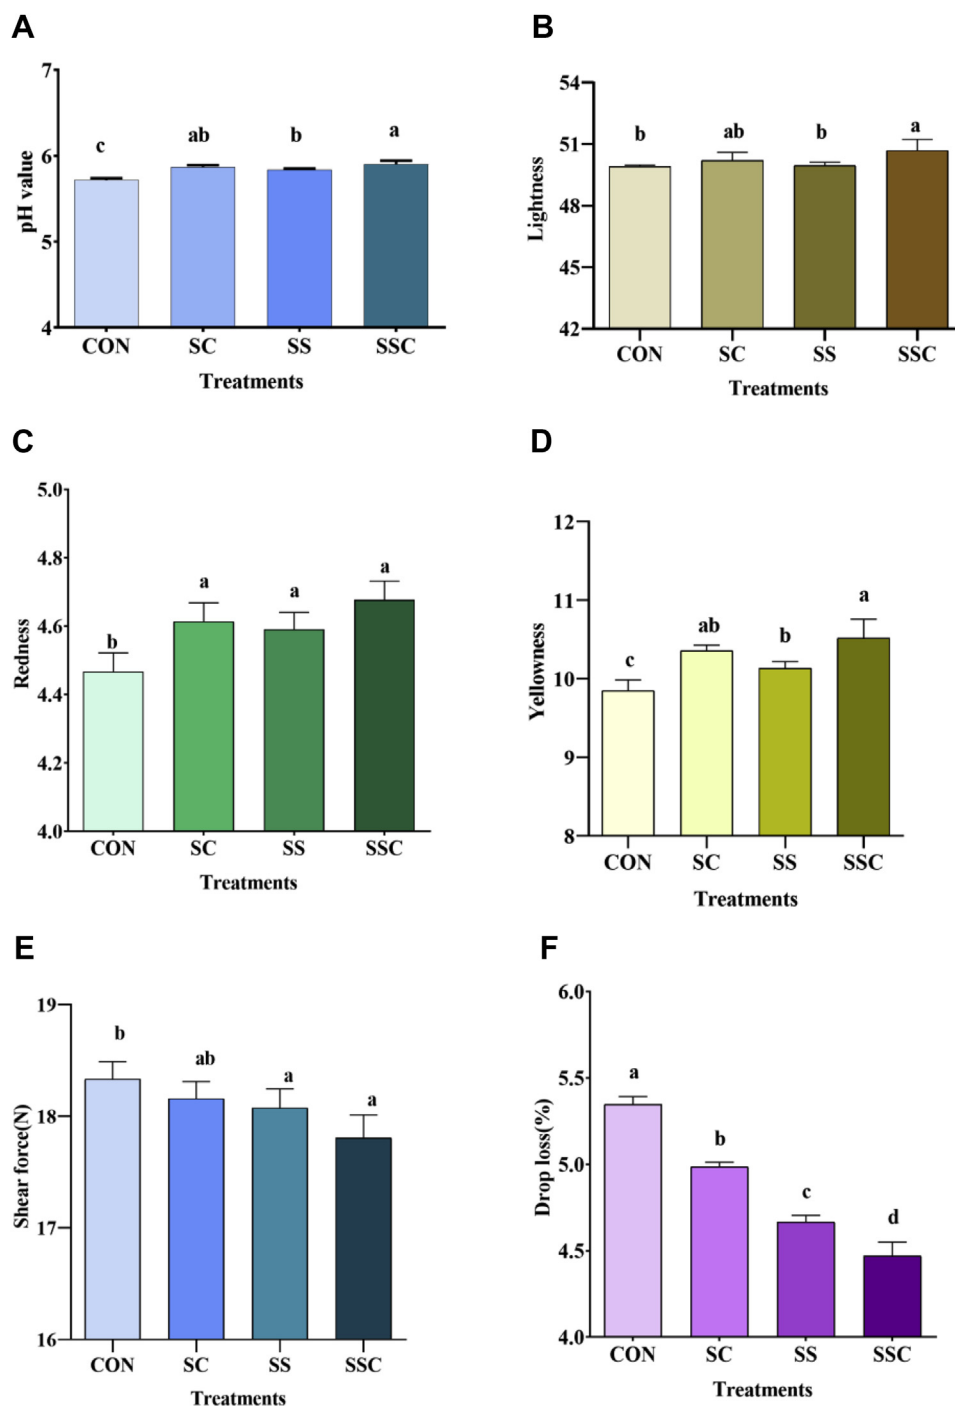 A
7
6
5
4
pH value
c
ab
b
a
CON SC SS SSC
Treatments
B
54
51
48
45
42
Lightness
b
ab
b
a
CON SC SS SSC
Treatments
C
5.0
4.8
4.6
4.4
4.2
4.0
Redness
b
a
a
a
CON SC SS SSC
Treatments
D
12
11
10
9
8
Yellowness
c
ab
b
a
CON SC SS SSC
Treatments
E
19
18
17
16
Shear force(N)
b
ab
a
a
CON SC SS SSC
Treatments
F
6.0
5.5
5.0
4.5
4.0
Drop loss(%)
a
b
c
d
CON SC SS SSC
Treatments